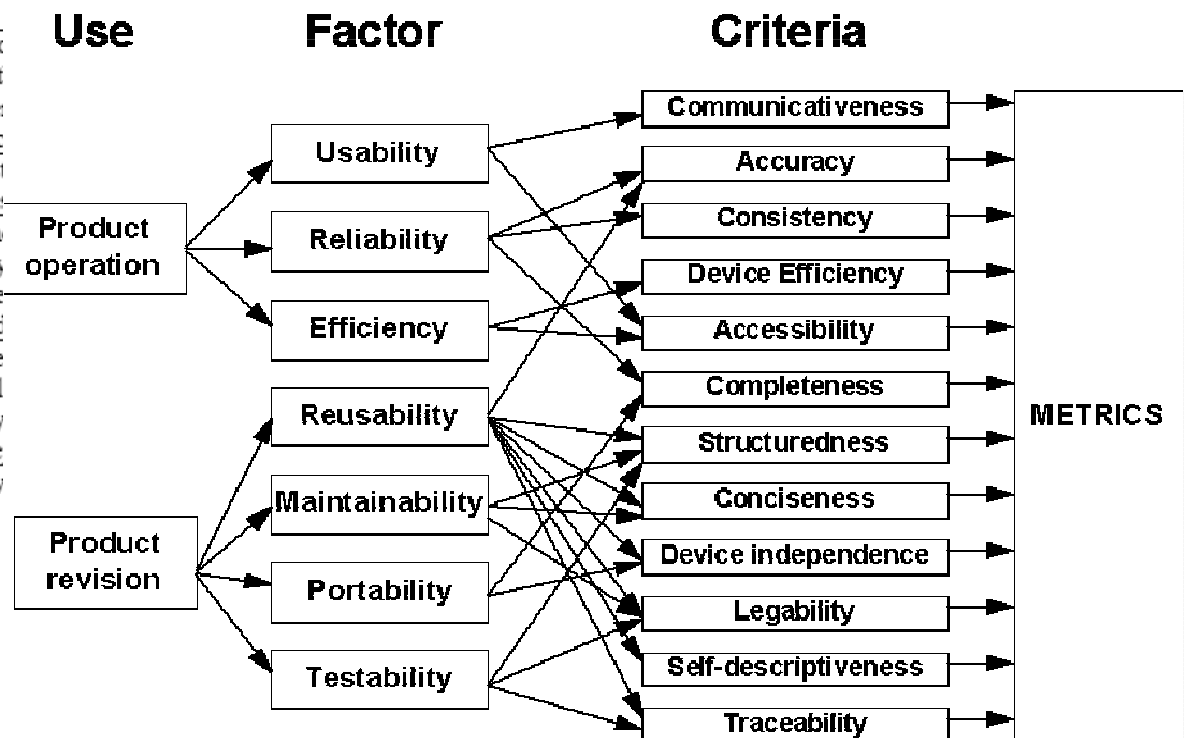 Use Factor Criteria
Product
operation
Product
revision
Usability
Reliability
Efficiency
Reusability
Maintainability
Portability
Testability
Communicativeness
Accuracy
Consistency
Device Efficiency
Accessibility
Completeness
Structuredness
Conciseness
Device independence
Legability
Self-descriptiveness
Traceability
METRICS